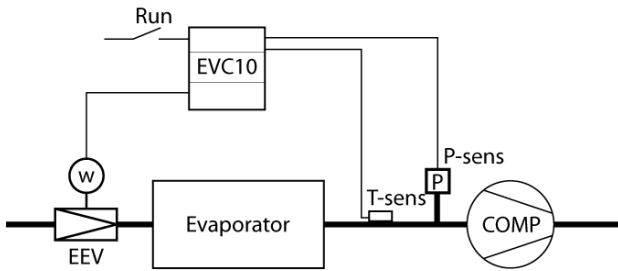 Run
EVC10
w
P-sens
P
T-sens
Evaporator
COMP
EEV